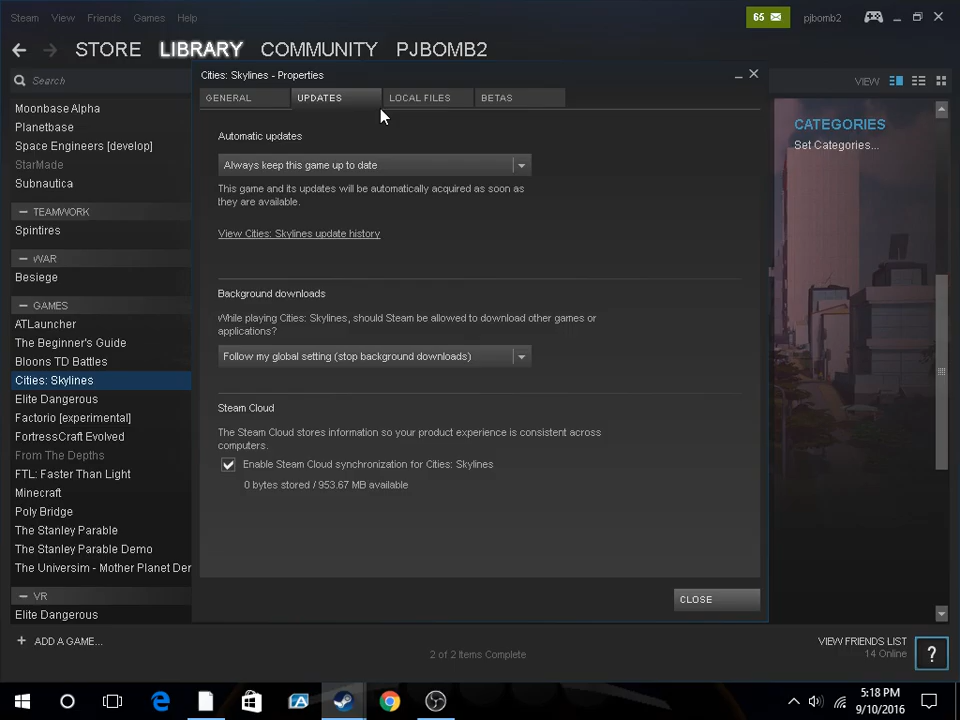 Steam View Friends Games Help
65
pjbomb2
STORE LIBRARY COMMUNITY PJBOMB2
Search
VIEW
Cities: Skylines - Properties
GENERAL UPDATES LOCAL FILES BETAS
Automatic updates
Always keep this game up to date
This game and its updates will be automatically acquired as soon as
they are available.
View Cities: Skylines update history
Background downloads
While playing Cities: Skylines, should Steam be allowed to download other games or
applications?
Follow my global setting (stop background downloads)
Steam Cloud
The Steam Cloud stores information so your product experience is consistent across
computers.
Enable Steam Cloud synchronization for Cities: Skylines
0 bytes stored / 953.67 MB available
CLOSE
Moonbase Alpha
Planetbase
Space Engineers [develop]
StarMade
Subnautica
TEAMWORK
Spintires
WAR
Besiege
GAMES
ATLauncher
The Beginner's Guide
Bloons TD Battles
Cities: Skylines
Elite Dangerous
Factorio [experimental]
FortressCraft Evolved
From The Depths
FTL: Faster Than Light
Minecraft
Poly Bridge
The Stanley Parable
The Stanley Parable Demo
The Universim - Mother Planet Der
VR
Elite Dangerous
CATEGORIES
Set Categories...
+ ADD A GAME...
2 of 2 Items Complete
VIEW FRIENDS LIST
14 Online
?
5:18 PM
9/10/2016